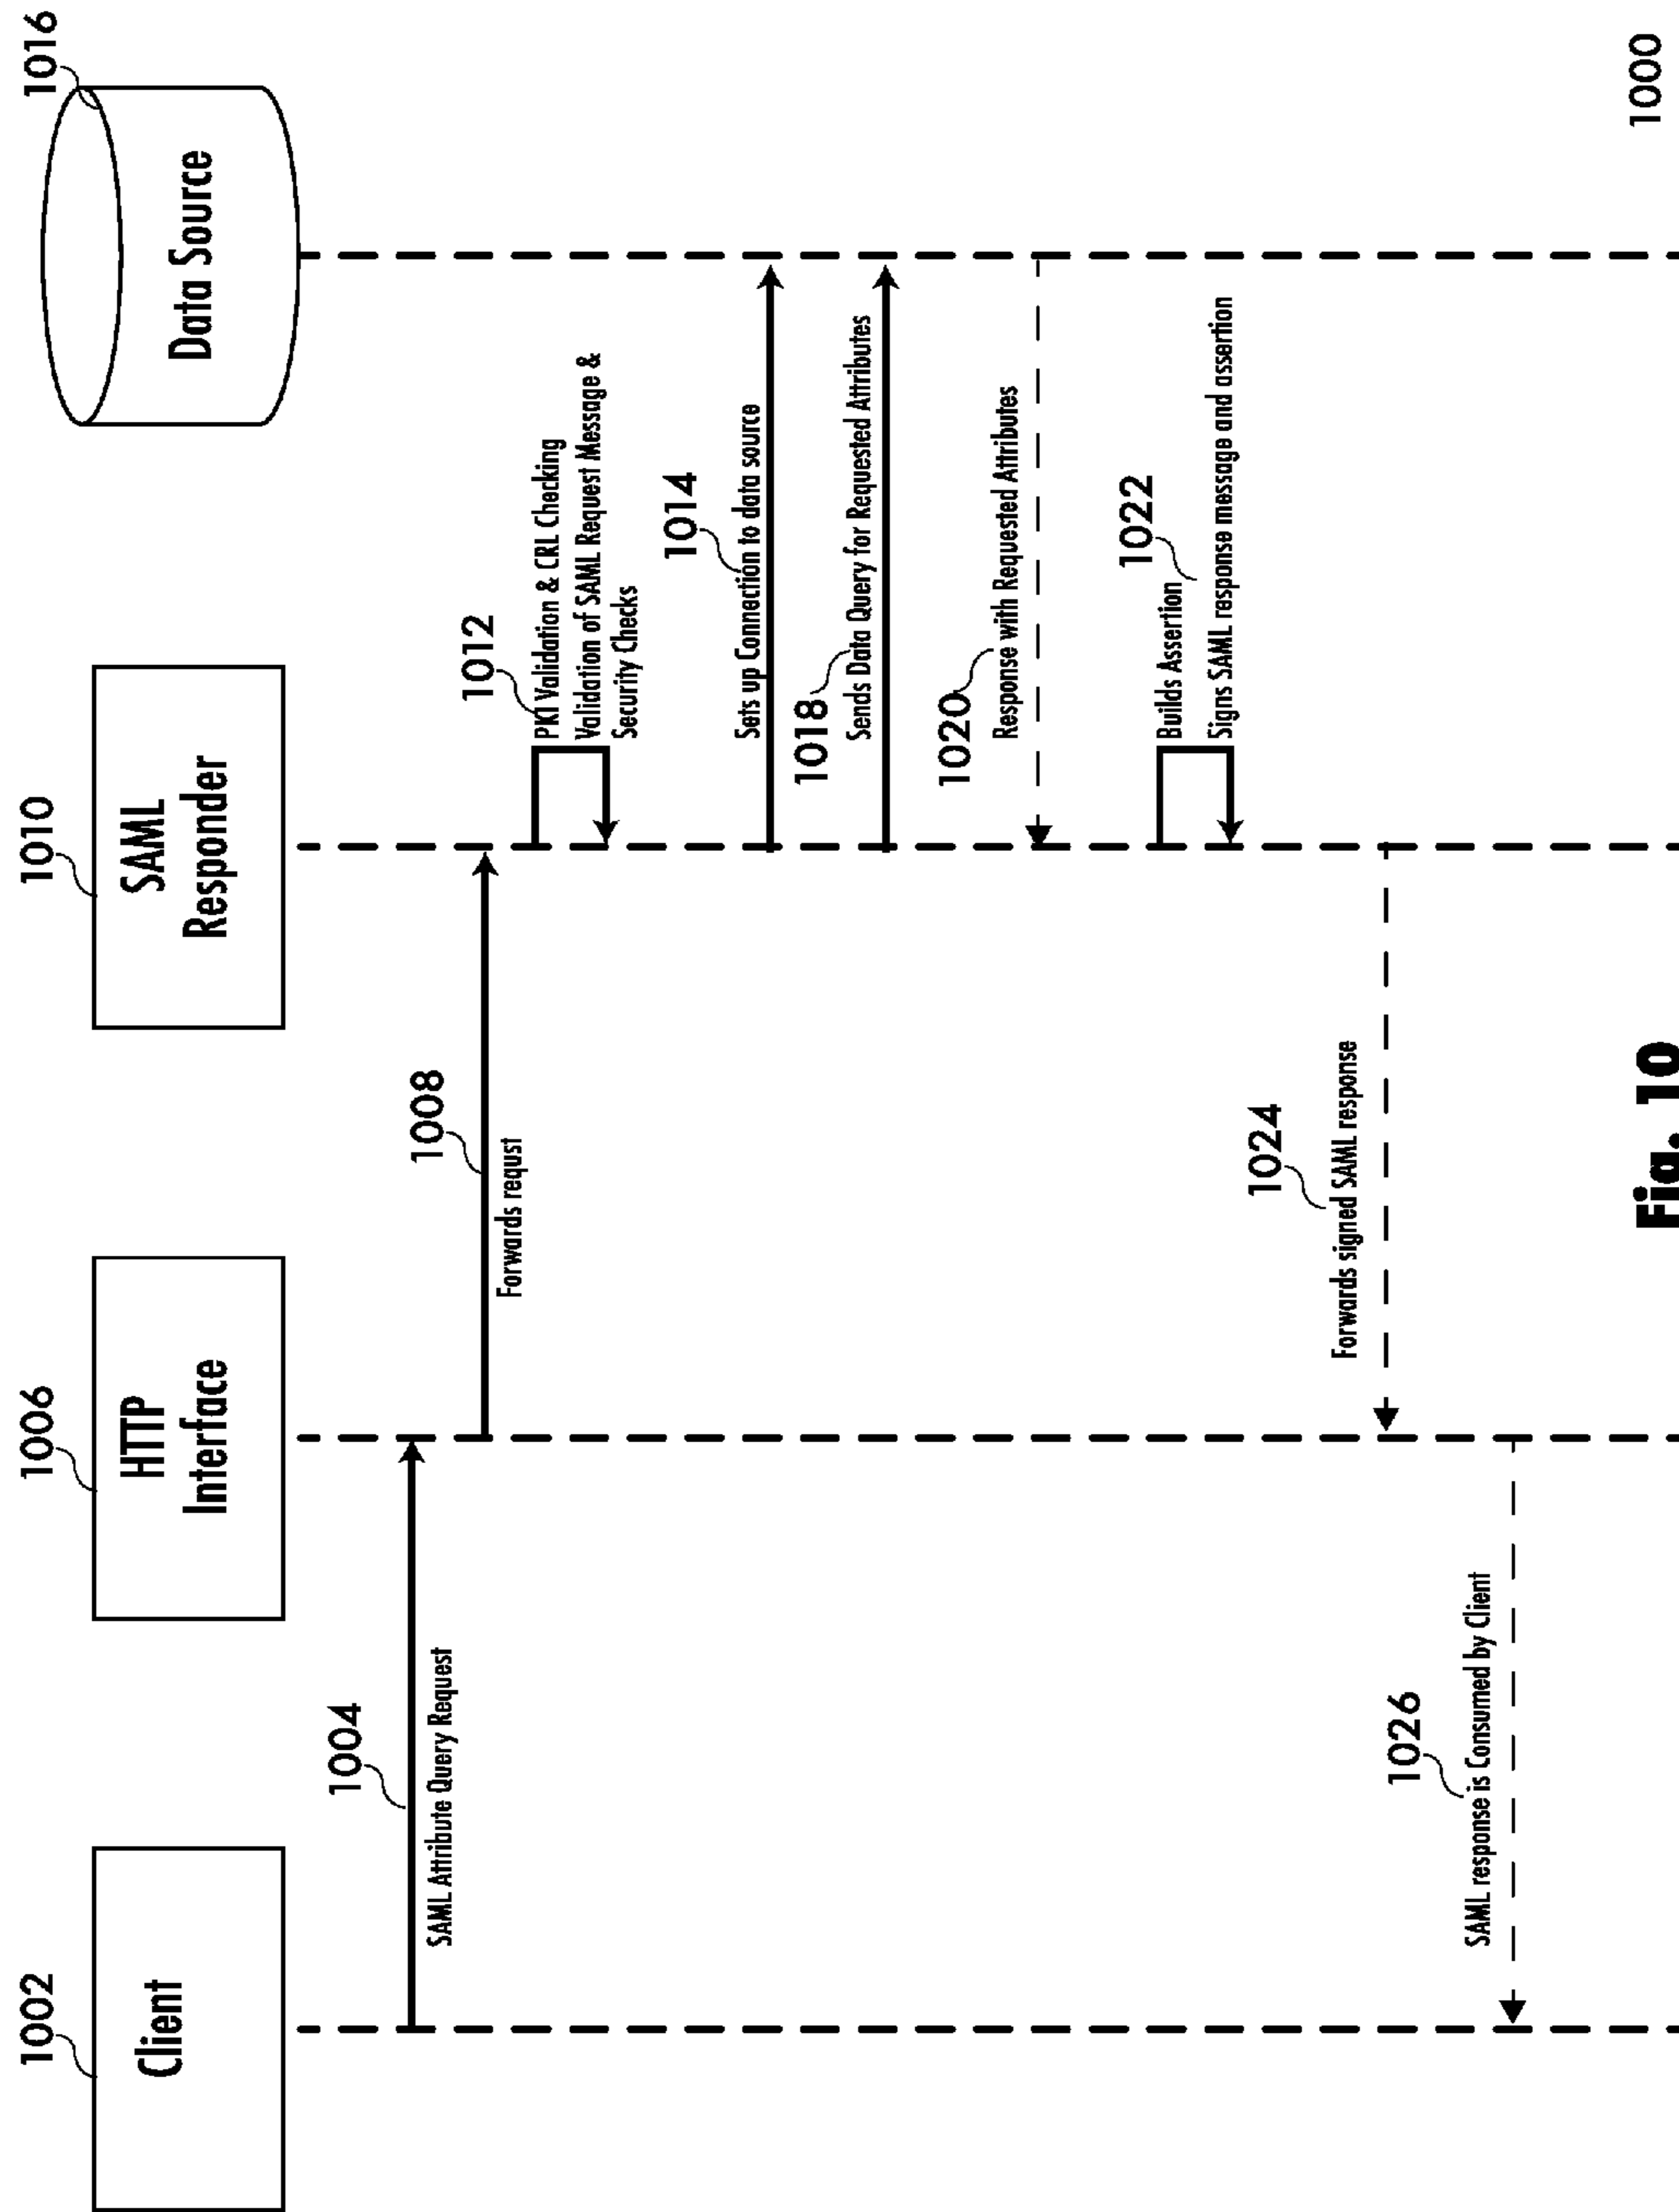 1002
Client
1006
HTTP
Interface
1010
SAML
Responder
1016
Data Source
1004
SAML Attribute Query Request
1008
Forwards requst
1012
PKI Validation & CRL Checking
Validation of SAML Request Message &
Security Checks
1014
Sets up Connection to data source
1018
Sends Data Query for Requested Attributes
1020
Response with Requested Attributes
Builds Assertion
1022
Signs SAML response message and assertion
1024
Forwards signed SAML response
1026
SAML response is Consumed by Client
Fig. 10
1000